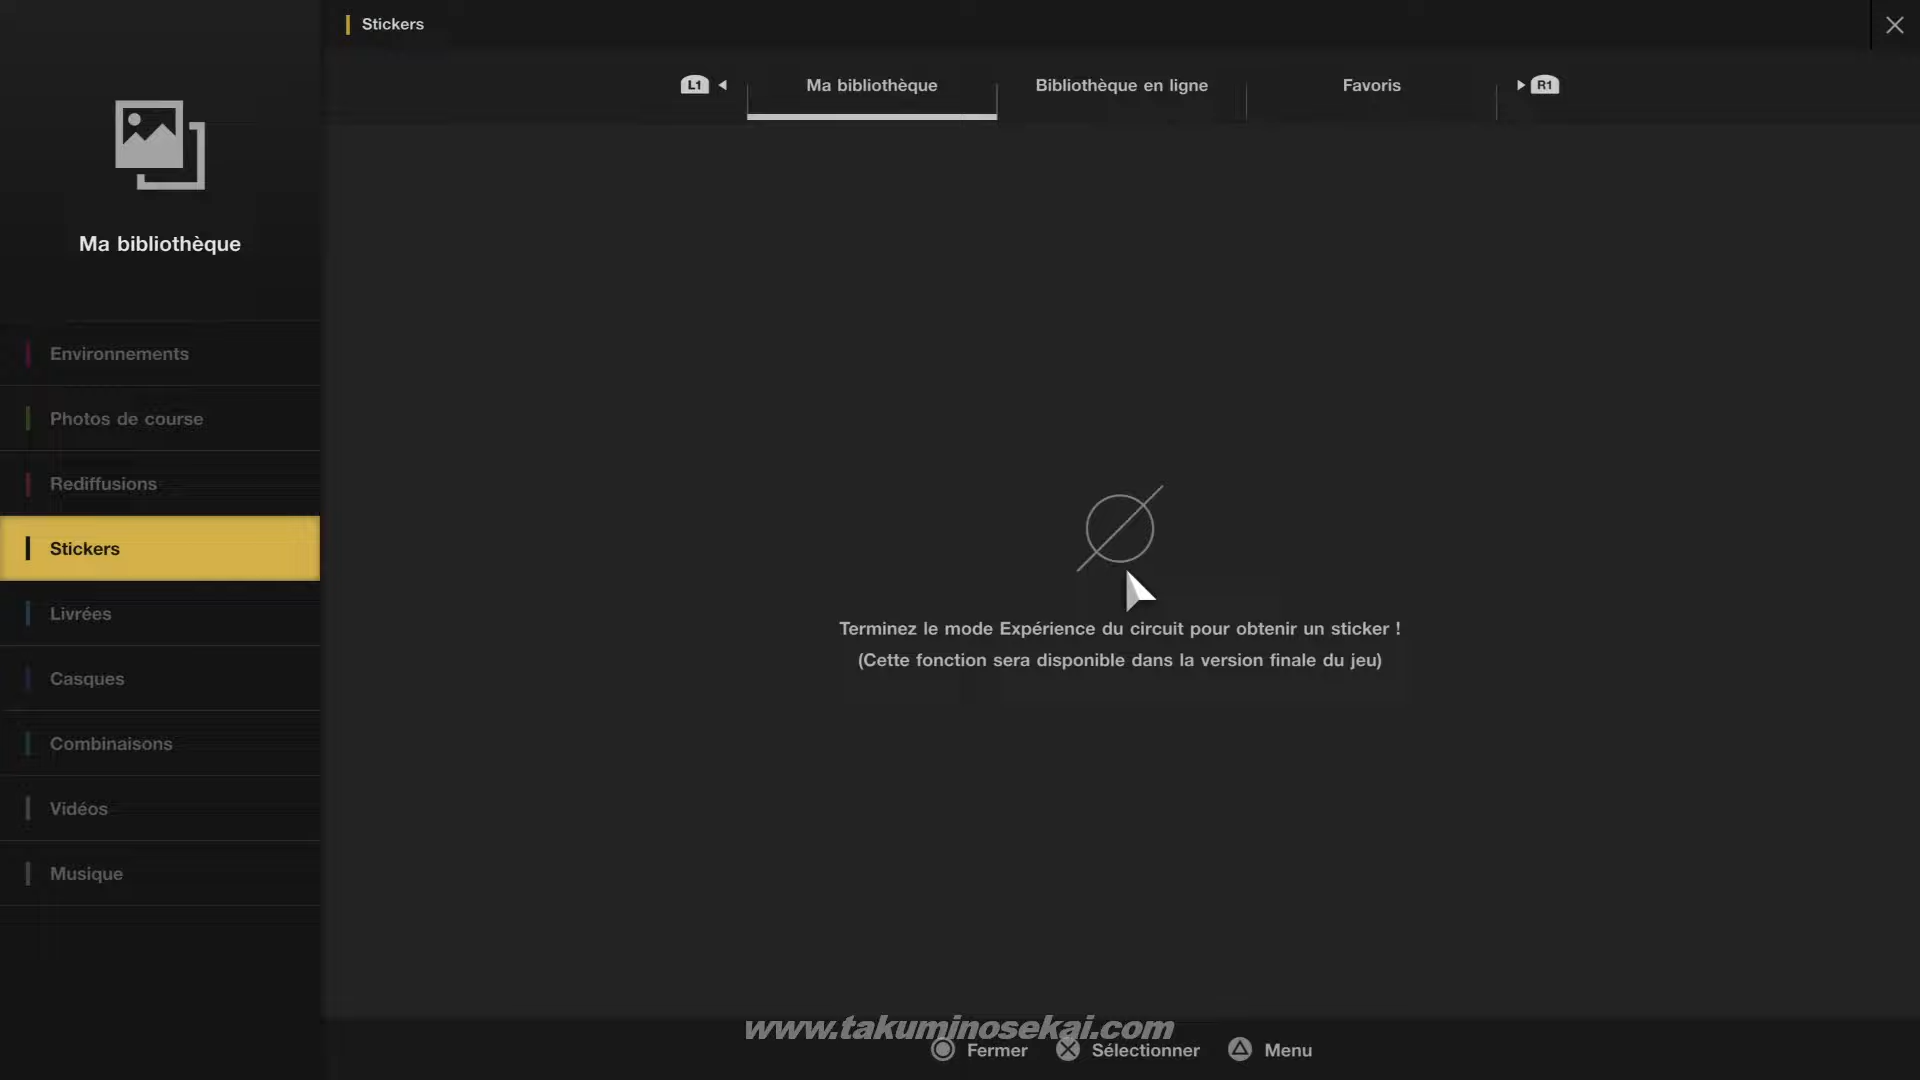 Stickers
L1
Ma bibliothèque
Bibliothèque en ligne
Favoris
R1
Ma bibliothèque
Environnements
Photos de course
Rediffusions
Stickers
Livrées
Casques
Combinaisons
Vidéos
Musique
Terminez le mode Expérience du circuit pour obtenir un sticker !
(Cette fonction sera disponible dans la version finale du jeu)
www.takuminosekai.com
Fermer
Sélectionner
Menu